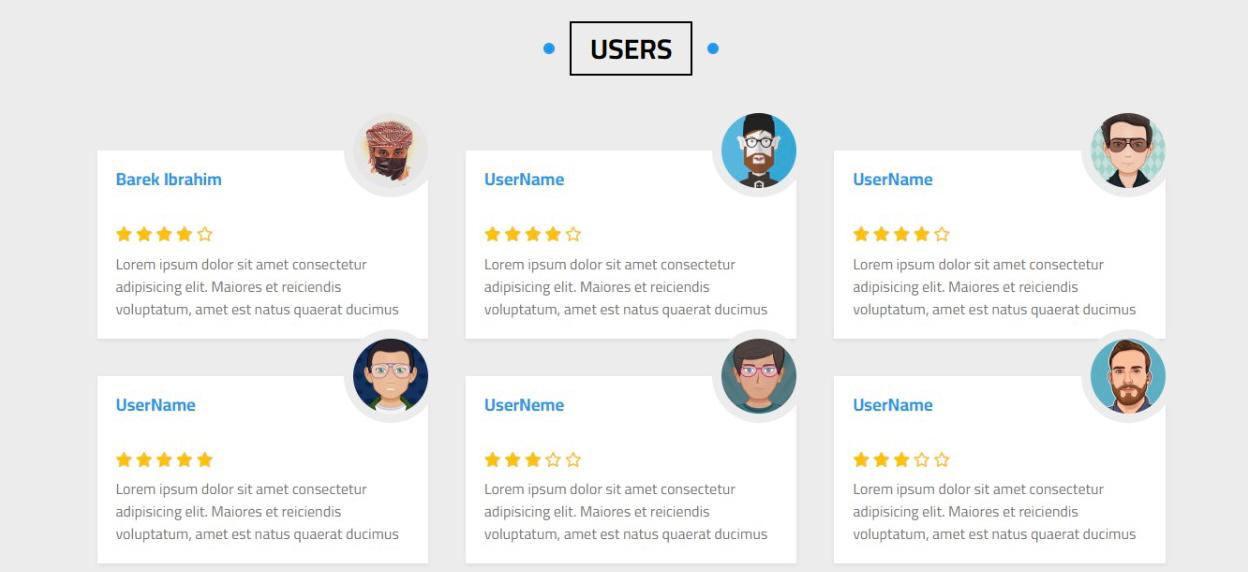 USERS
Barek Ibrahim
Lorem ipsum dolor sit amet consectetur
adipisicing elit. Maiores et reiciendis
voluptatum, amet est natus quaerat ducimus
UserName
Lorem ipsum dolor sit amet consectetur
adipisicing elit. Maiores et reiciendis
voluptatum, amet est natus quaerat ducimus
UserName
Lorem ipsum dolor sit amet consectetur
adipisicing elit. Maiores et reiciendis
voluptatum, amet est natus quaerat ducimus
UserName
Lorem ipsum dolor sit amet consectetur
adipisicing elit. Maiores et reiciendis
voluptatum, amet est natus quaerat ducimus
UserNeme
Lorem ipsum dolor sit amet consectetur
adipisicing elit. Maiores et reiciendis
voluptatum, amet est natus quaerat ducimus
UserName
Lorem ipsum dolor sit amet consectetur
adipisicing elit. Maiores et reiciendis
voluptatum, amet est natus quaerat ducimus